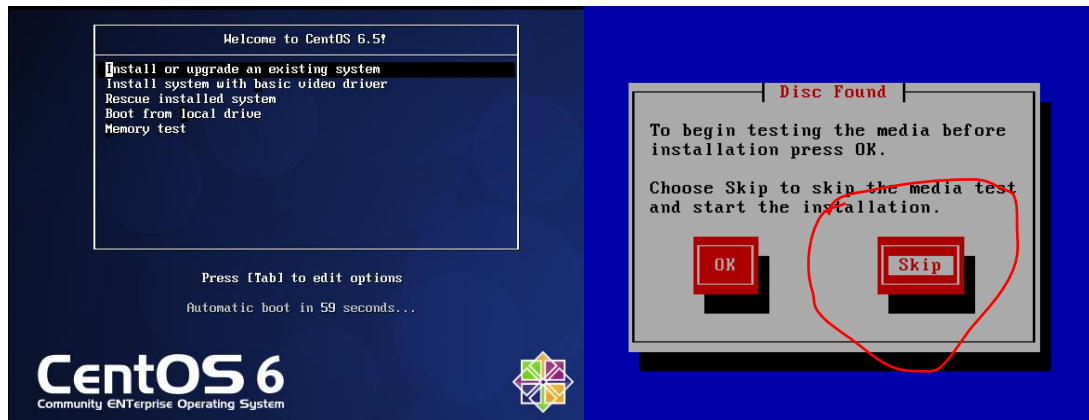 Welcome to CentOS 6.5!
Install or upgrade an existing system
Install system with basic video driver
Rescue installed system
Boot from local drive
Memory test
Press [Tab] to edit options
Automatic boot in 59 seconds...
CentOS 6
Community ENTerprise Operating System
Disc Found
To begin testing the media before
installation press OK.
Choose Skip to skip the media test
and start the installation.
OK
Skip